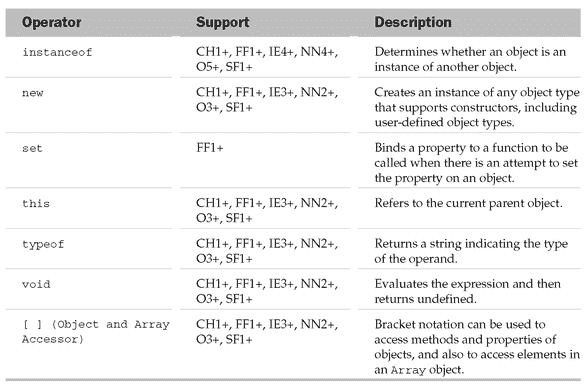 Operator Support Description
instanceof CH1+, FF1+, IE4+, NN4+, Determines whether an object is an
O5+, SF1+ instance of another object.
new CH1+, FF1+, IE3+, NN2+, Creates an instance of any object type
O3+, SF1+ that supports constructors, including
user-defined object types.
set FF1+ Binds a property to a function to be
called when there is an attempt to set
the property on an object.
this CH1+, FF1+, IE3+, NN2+, Refers to the current parent object.
O3+, SF1+
typeof CH1+, FF1+, IE3+, NN2+, Returns a string indicating the type
O3+, SF1+ of the operand.
void CH1+, FF1+, IE3+, NN2+, Evaluates the expression and then
O3+, SF1+ returns undefined.
[ ] (Object and Array CH1+, FF1+, IE3+, NN2+, Bracket notation can be used to
Accessor) O3+, SF1+ access methods and properties of
objects, and also to access elements in
an Array object.